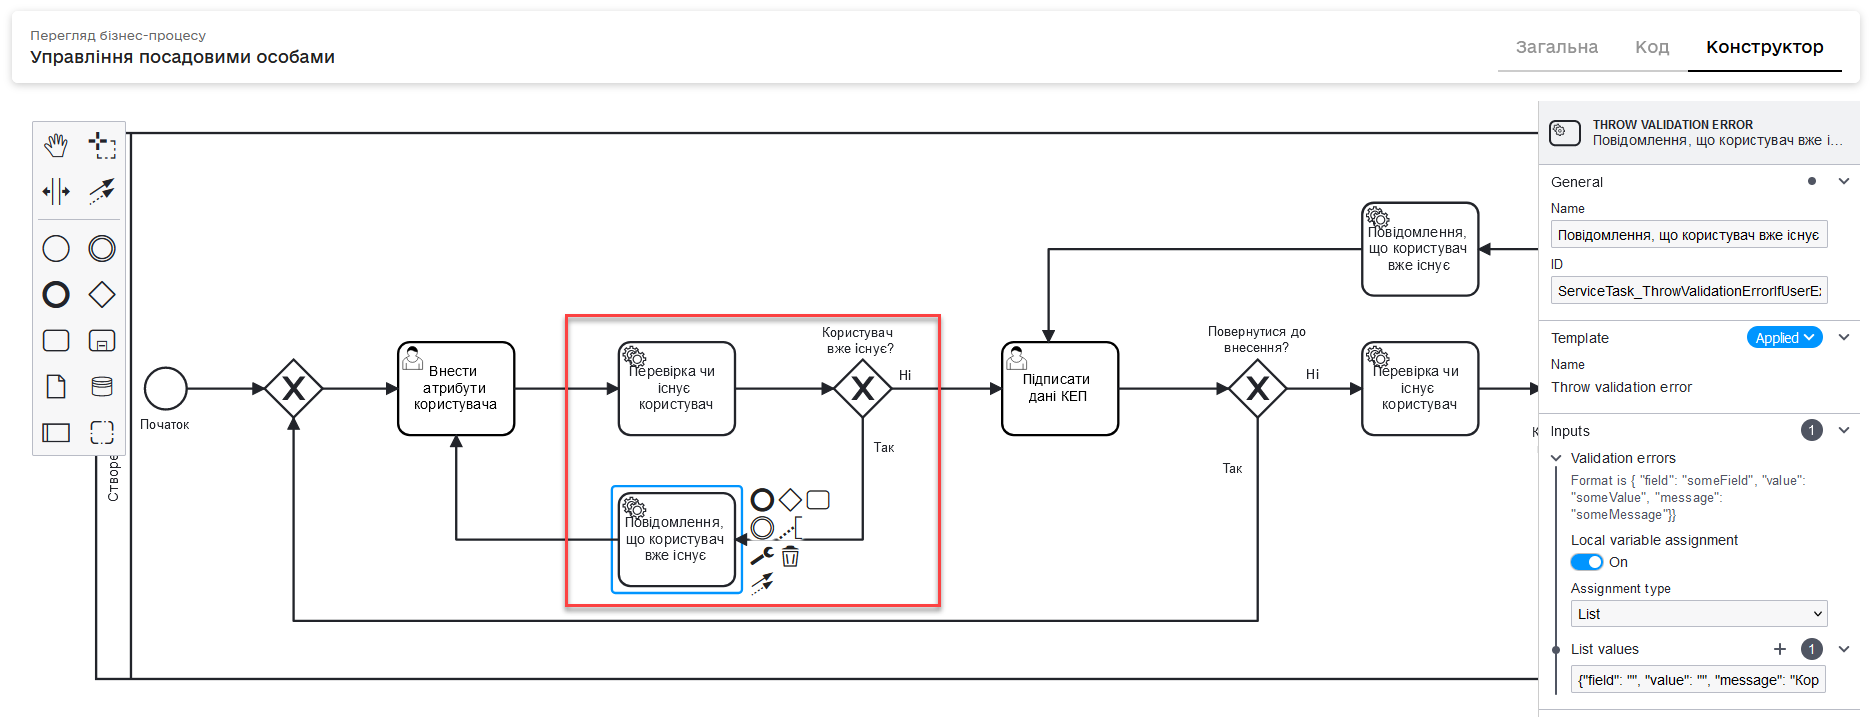 Перегляд бізнес-процесу
Управління посадовими особами
Загальна
Код
Конструктор
Початок
Внести
атрибути
користувача
Перевірка чи
існує
користувач
Користувач
вже існує?
Ні
Так
Повідомлення,
що користувач
вже існує
Підписати
дані КЕП
Повідомлення,
що користувач
вже існує
Повернутися до
внесення?
Ні
Так
Перевірка чи
існує
користувач
THROW VALIDATION ERROR
Повідомлення, що користувач вже і...
General
Name
Повідомлення, що користувач вже існує
ID
ServiceTask_ThrowValidationErrorIfUserE
Template
Applied
Name
Throw validation error
Inputs
1
Validation errors
Format is { "field": "someField", "value":
"someValue", "message":
"someMessage"}}
Local variable assignment
On
Assignment type
List
List values
1
{"field": "", "value": "", "message": "Кор